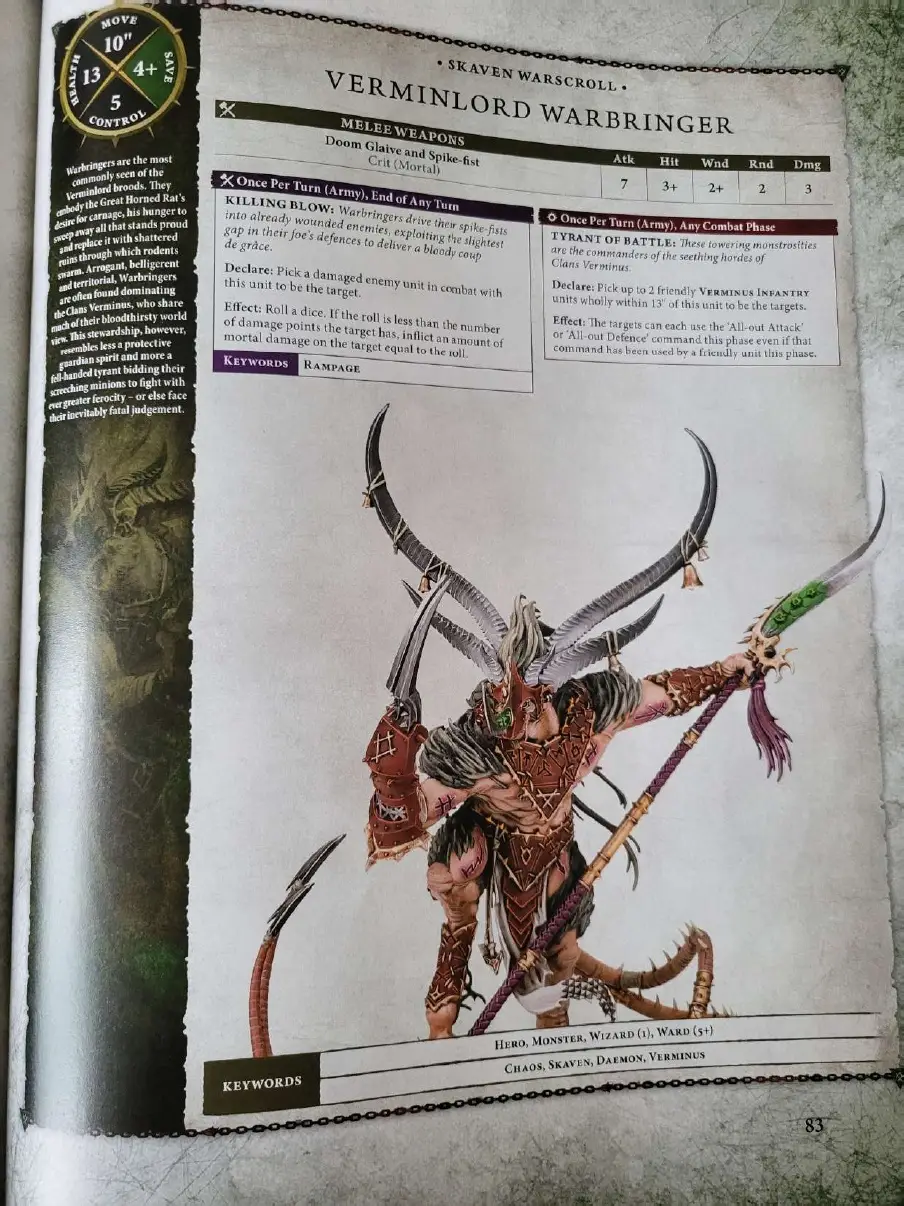 MOVE
10"
HEALTH
13
4+
SAVE
5
CONTROL
Warbringers are the most
commonly seen of the
Verminlord broods. They
embody the Great Horned Rat's
desire for carnage, his hunger to
sweep away all that stands proud
and replace it with shattered
ruins through which rodents
swarm. Arrogant, belligerent
and territorial, Warbringers
are often found dominating
the Clans Verminus, who share
much of their bloodthirsty world
view. This stewardship, however,
resembles less a protective
guardian spirit and more a
fell-handed tyrant bidding their
screeching minions to fight with
ever greater ferocity – or else face
their inevitably fatal judgement.
• SKAVEN WARSCROLL •
VERMINLORD WARBRINGER
MELEE WEAPONS Atk Hit Wnd Rnd Dmg
Doom Glaive and Spike-fist 7 3+ 2+ 2 3
Crit (Mortal)
Once Per Turn (Army), End of Any Turn
KILLING BLOW: Warbringers drive their spike-fists
into already wounded enemies, exploiting the slightest
gap in their foe's defences to deliver a bloody coup
de grâce.
Declare: Pick a damaged enemy unit in combat with
this unit to be the target.
Effect: Roll a dice. If the roll is less than the number
of damage points the target has, inflict an amount of
mortal damage on the target equal to the roll.
KEYWORDS RAMPAGE
Once Per Turn (Army), Any Combat Phase
TYRANT OF BATTLE: These towering monstrosities
are the commanders of the seething hordes of
Clans Verminus.
Declare: Pick up to 2 friendly VERMINUS INFANTRY
units wholly within 13" of this unit to be the targets.
Effect: The targets can each use the 'All-out Attack'
or 'All-out Defence' command this phase even if that
command has been used by a friendly unit this phase.
KEYWORDS
HERO, MONSTER, WIZARD (1), WARD (5+)
CHAOS, SKAVEN, DAEMON, VERMINUS
83